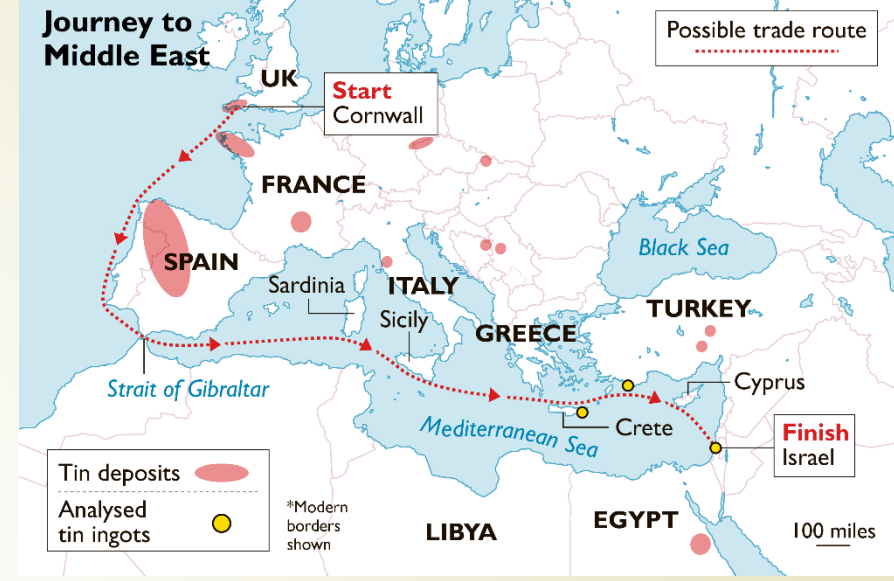 Journey to
Middle East
Possible trade route
UK
Start
Cornwall
FRANCE
SPAIN
Sardinia
ITALY
Sicily
GREECE
Black Sea
TURKEY
Strait of Gibraltar
Cyprus
Crete
Mediterranean Sea
Finish
Israel
Tin deposits
Analysed
tin ingots
*Modern
borders
shown
LIBYA
EGYPT
100 miles